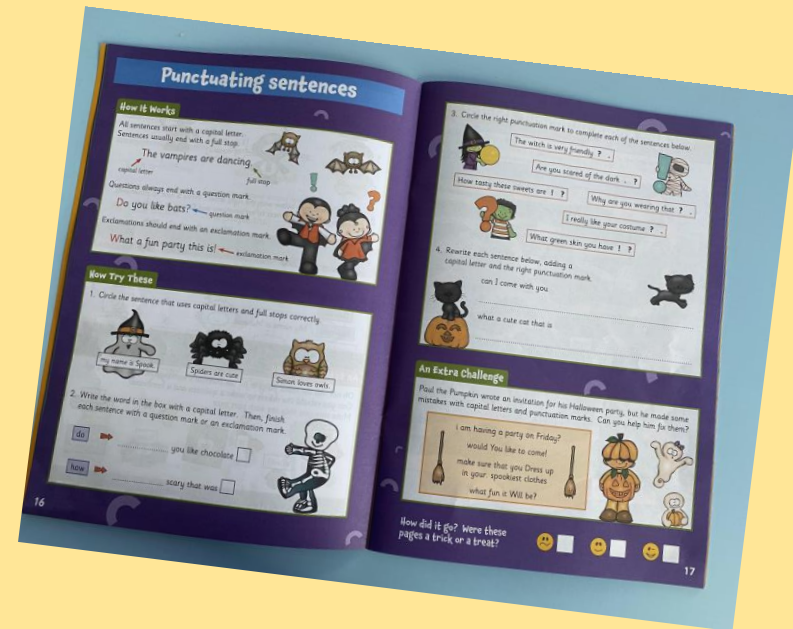 Punctuating sentences
How It Works
All sentences start with a capital letter.
Sentences usually end with a full stop.
The vampires are dancing.
capital letter
full stop
Questions always end with a question mark.
Do you like bats?
question mark
Exclamations should end with an exclamation mark.
What a fun party this is!
exclamation mark
!
?
Now Try These
1. Circle the sentence that uses capital letters and full stops correctly.
my name is Spook.
Spiders are cute
Simon loves owls.
2. Write the word in the box with a capital letter. Then, finish
each sentence with a question mark or an exclamation mark.
do
you like chocolate
how
scary that was
16
3. Circle the right punctuation mark to complete each of the sentences below.
The witch is very friendly ? .
Are you scared of the dark . ?
How tasty these sweets are ! ?
Why are you wearing that ? .
I really like your costume ? .
What green skin you have ! ?
!
?
4. Rewrite each sentence below, adding a
capital letter and the right punctuation mark.
can I come with you
what a cute cat that is
An Extra Challenge
Paul the Pumpkin wrote an invitation for his Halloween party, but he made some
mistakes with capital letters and punctuation marks. Can you help him fix them?
i am having a party on Friday?
would You like to come!
make sure that you Dress up
in your. spookiest clothes
what fun it Will be?
How did it go? Were these
pages a trick or a treat?
17